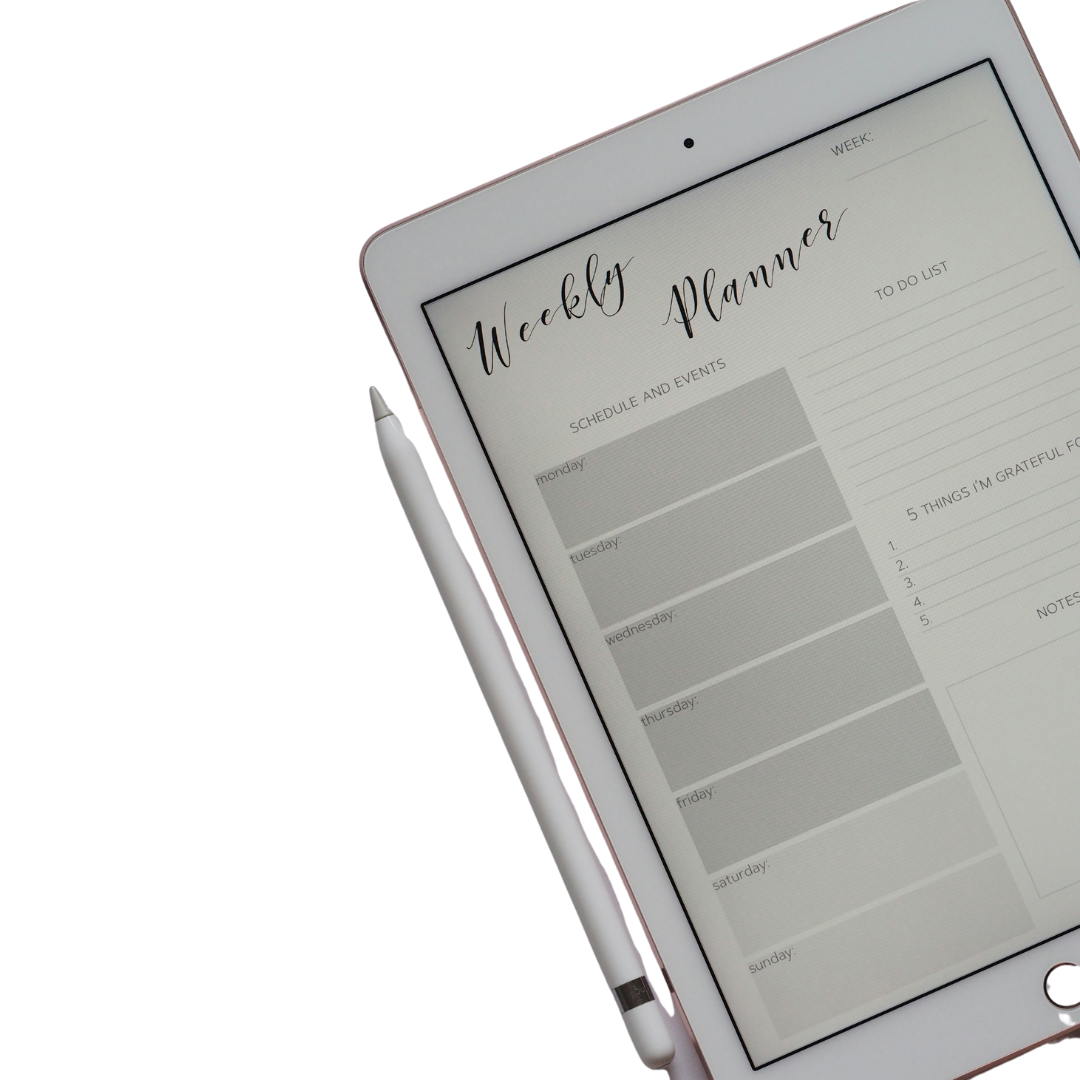 WEEK:
Weekly Planner
SCHEDULE AND EVENTS
monday:
tuesday:
wednesday:
thursday:
friday:
saturday:
sunday:
TO DO LIST
5 THINGS I'M GRATEFUL FO
1.
2.
3.
4.
5
NOTES